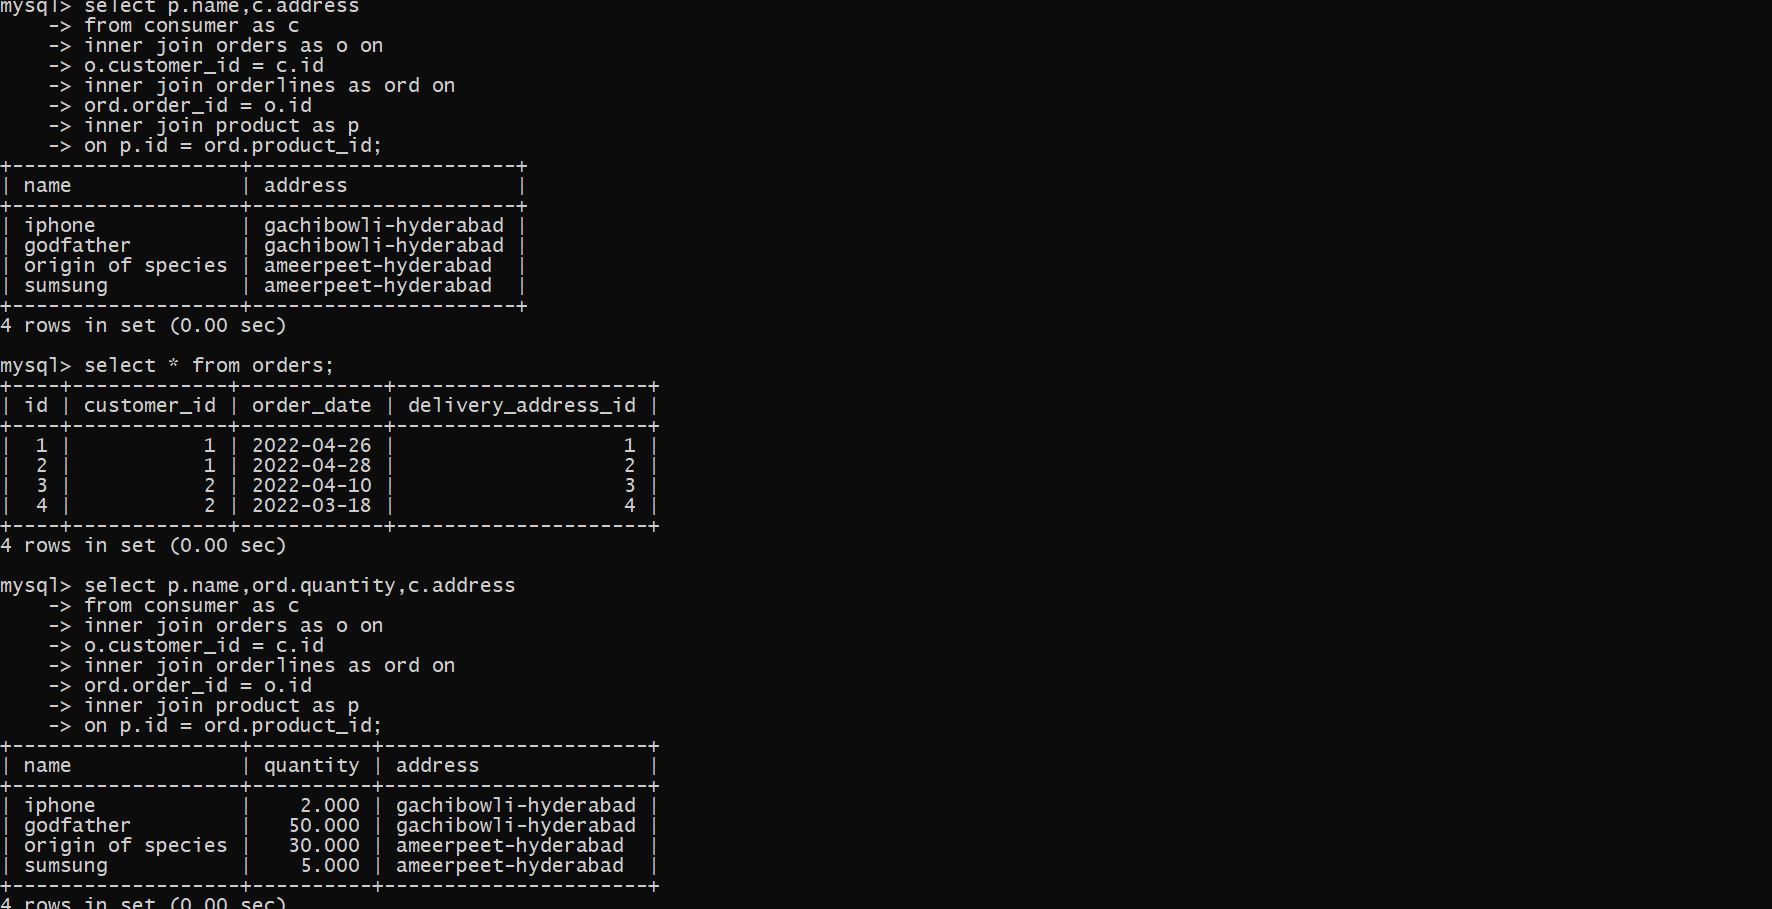 mysql> select p.name,c.address
    -> from consumer as c
    -> inner join orders as o on
    -> o.customer_id = c.id
    -> inner join orderlines as ord on
    -> ord.order_id = o.id
    -> inner join product as p
    -> on p.id = ord.product_id;
+-------------------+----------------------+
| name              | address              |
+-------------------+----------------------+
| iphone            | gachibowli-hyderabad |
| godfather         | gachibowli-hyderabad |
| origin of species | ameerpeet-hyderabad  |
| sumsung           | ameerpeet-hyderabad  |
+-------------------+----------------------+
4 rows in set (0.00 sec)

mysql> select * from orders;
+----+-------------+------------+---------------------+
| id | customer_id | order_date | delivery_address_id |
+----+-------------+------------+---------------------+
|  1 |           1 | 2022-04-26 |                   1 |
|  2 |           1 | 2022-04-28 |                   2 |
|  3 |           2 | 2022-04-10 |                   3 |
|  4 |           2 | 2022-03-18 |                   4 |
+----+-------------+------------+---------------------+
4 rows in set (0.00 sec)

mysql> select p.name,ord.quantity,c.address
    -> from consumer as c
    -> inner join orders as o on
    -> o.customer_id = c.id
    -> inner join orderlines as ord on
    -> ord.order_id = o.id
    -> inner join product as p
    -> on p.id = ord.product_id;
+-------------------+----------+----------------------+
| name              | quantity | address              |
+-------------------+----------+----------------------+
| iphone            |    2.000 | gachibowli-hyderabad |
| godfather         |   50.000 | gachibowli-hyderabad |
| origin of species |   30.000 | ameerpeet-hyderabad  |
| sumsung           |    5.000 | ameerpeet-hyderabad  |
+-------------------+----------+----------------------+
4 rows in set (0.00 sec)